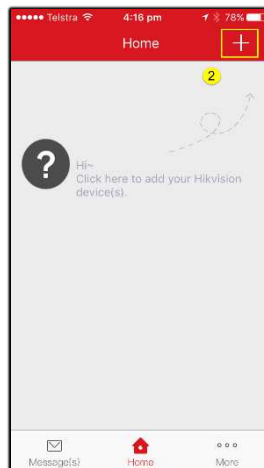 Telstra 4:16 pm 78%
Home +
2
?
Hi~
Click here to add your Hikvision
device(s).
Message(s) Home More